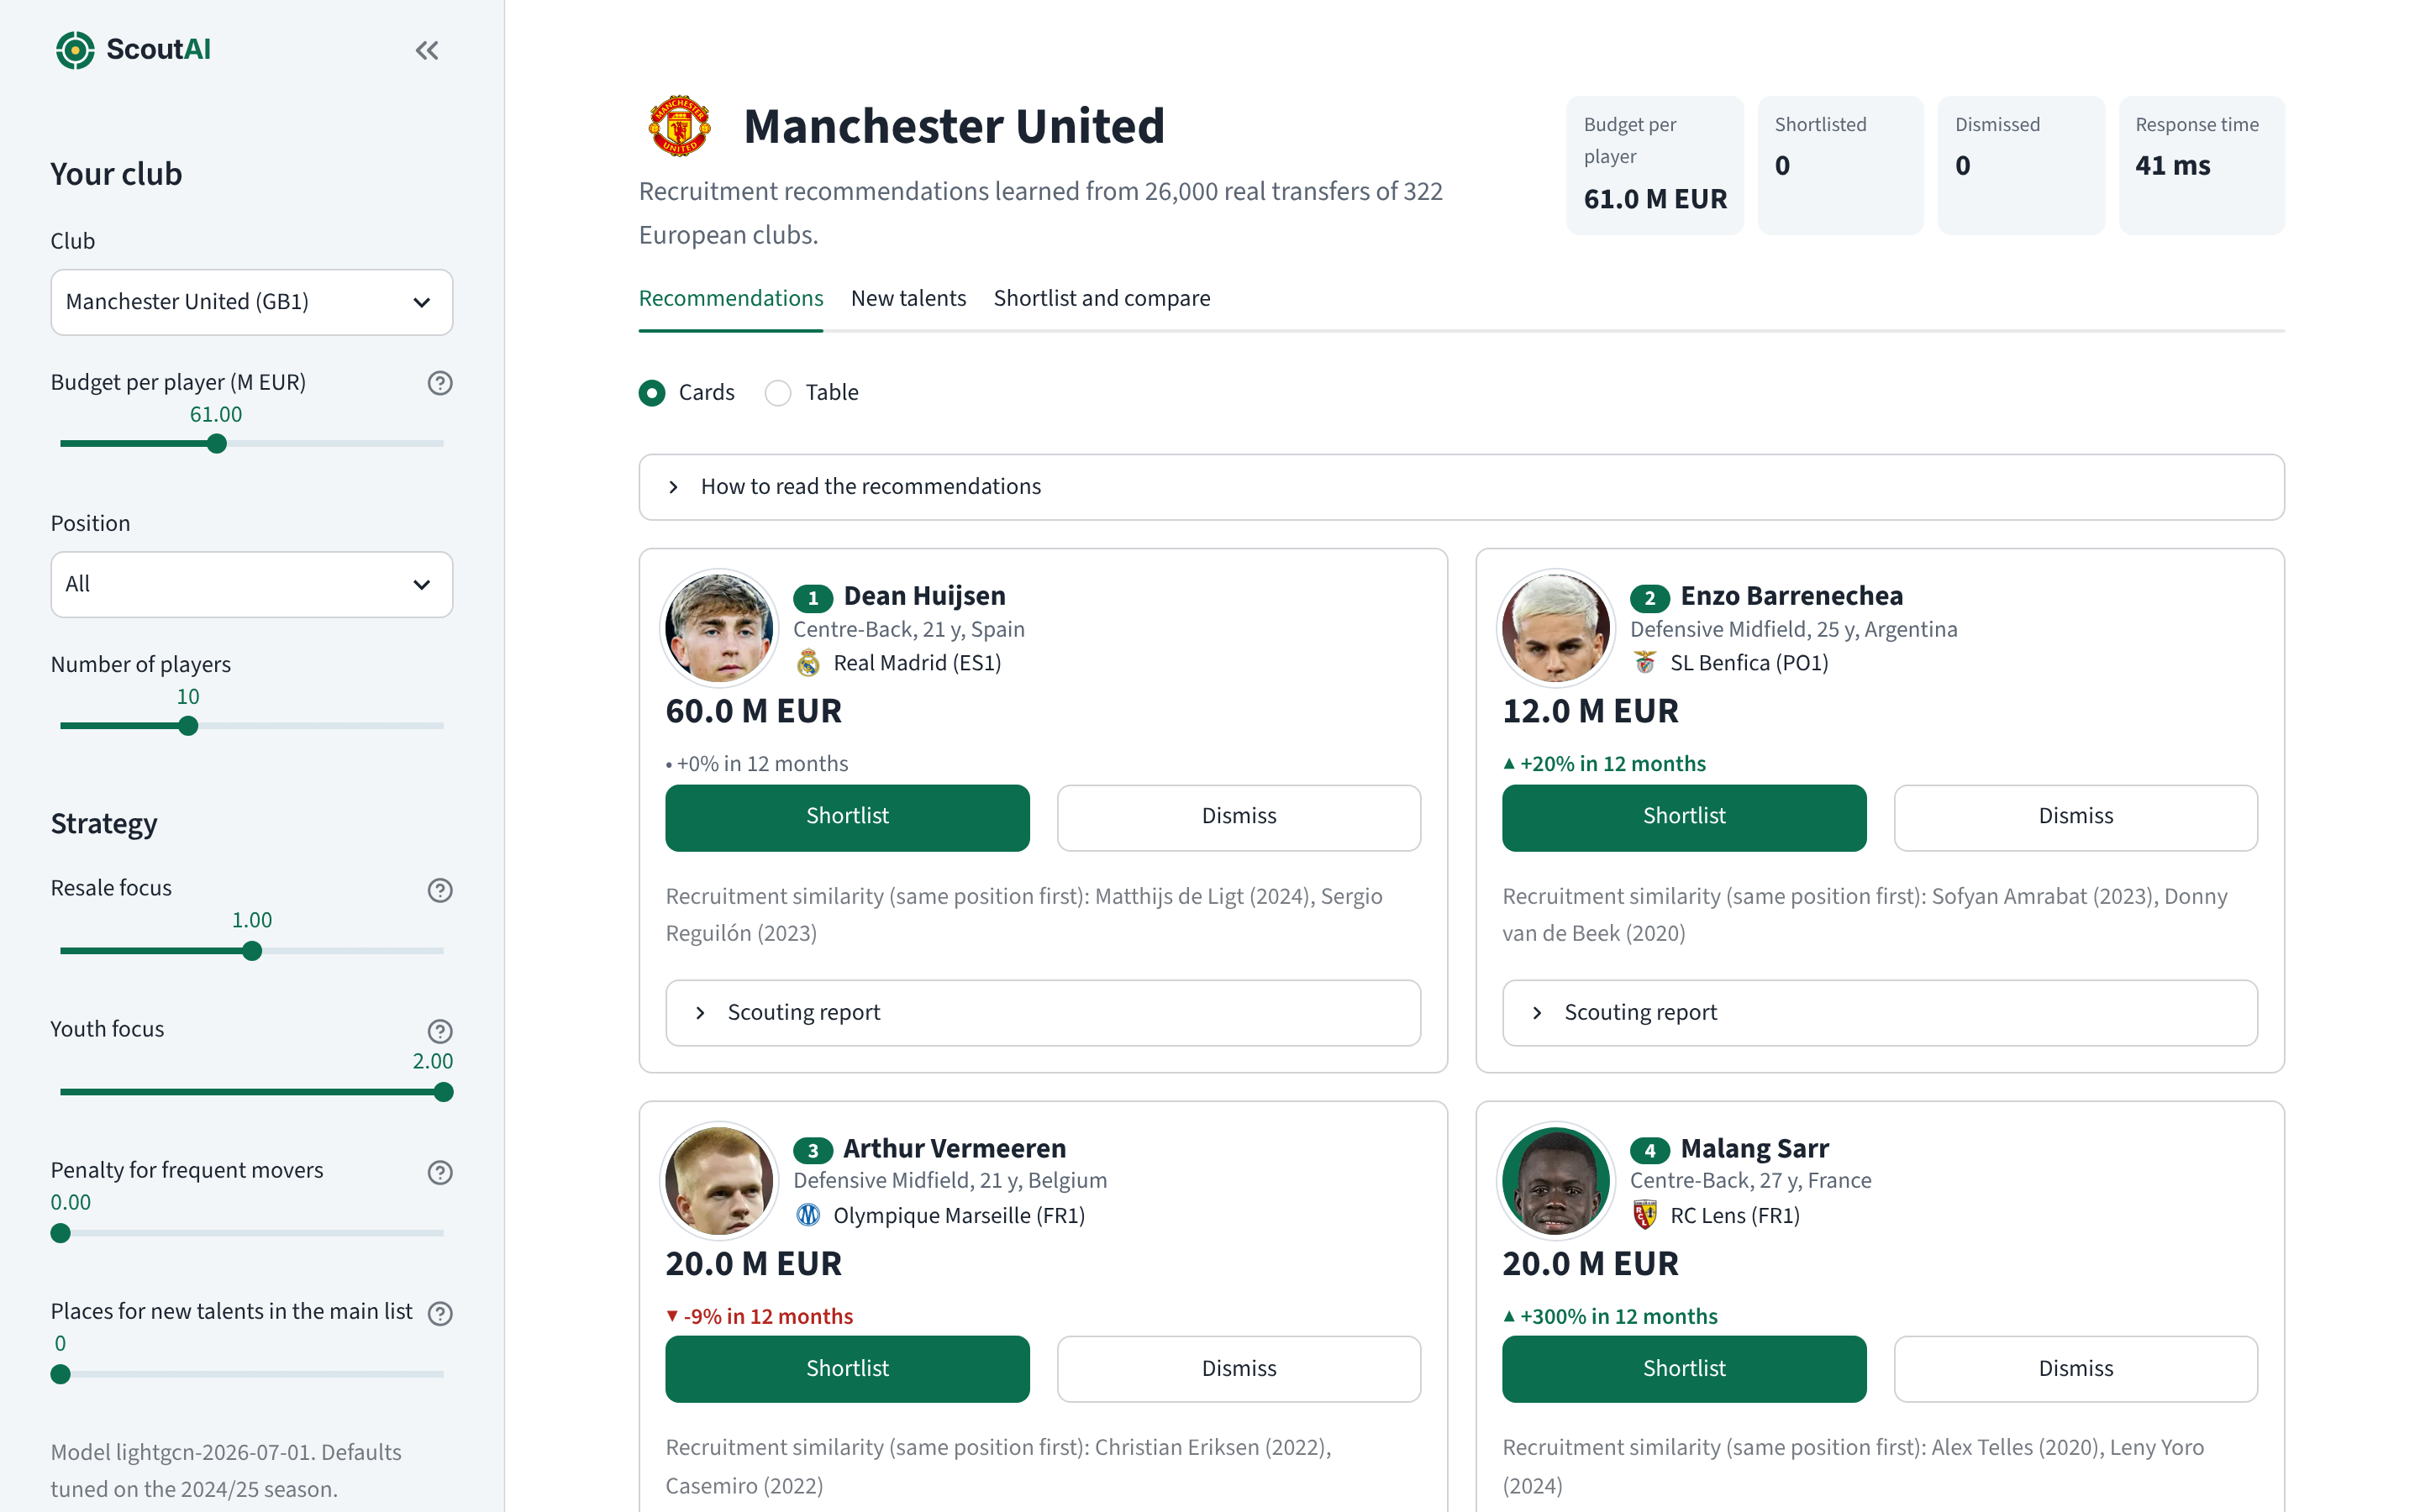 ScoutAI
Your club
Club
Manchester United (GB1)
Budget per player (M EUR)
61.00
Position
All
Number of players
10
Strategy
Resale focus
1.00
Youth focus
2.00
Penalty for frequent movers
0.00
Places for new talents in the main list
0
Model lightgcn-2026-07-01. Defaults
tuned on the 2024/25 season.
MANCHESTER
UNITED
Manchester United
Recruitment recommendations learned from 26,000 real transfers of 322
European clubs.
Budget per
player
61.0 M EUR
Shortlisted
0
Dismissed
0
Response time
41 ms
Recommendations New talents Shortlist and compare
Cards Table
How to read the recommendations
1 Dean Huijsen
Centre-Back, 21 y, Spain
Real Madrid (ES1)
60.0 M EUR
• +0% in 12 months
Shortlist Dismiss
Recruitment similarity (same position first): Matthijs de Ligt (2024), Sergio
Reguilón (2023)
Scouting report
2 Enzo Barrenechea
Defensive Midfield, 25 y, Argentina
SL Benfica (PO1)
12.0 M EUR
▲ +20% in 12 months
Shortlist Dismiss
Recruitment similarity (same position first): Sofyan Amrabat (2023), Donny
van de Beek (2020)
Scouting report
3 Arthur Vermeeren
Defensive Midfield, 21 y, Belgium
Olympique Marseille (FR1)
20.0 M EUR
▼ -9% in 12 months
Shortlist Dismiss
Recruitment similarity (same position first): Christian Eriksen (2022),
Casemiro (2022)
4 Malang Sarr
Centre-Back, 27 y, France
RC Lens (FR1)
20.0 M EUR
▲ +300% in 12 months
Shortlist Dismiss
Recruitment similarity (same position first): Alex Telles (2020), Leny Yoro
(2024)